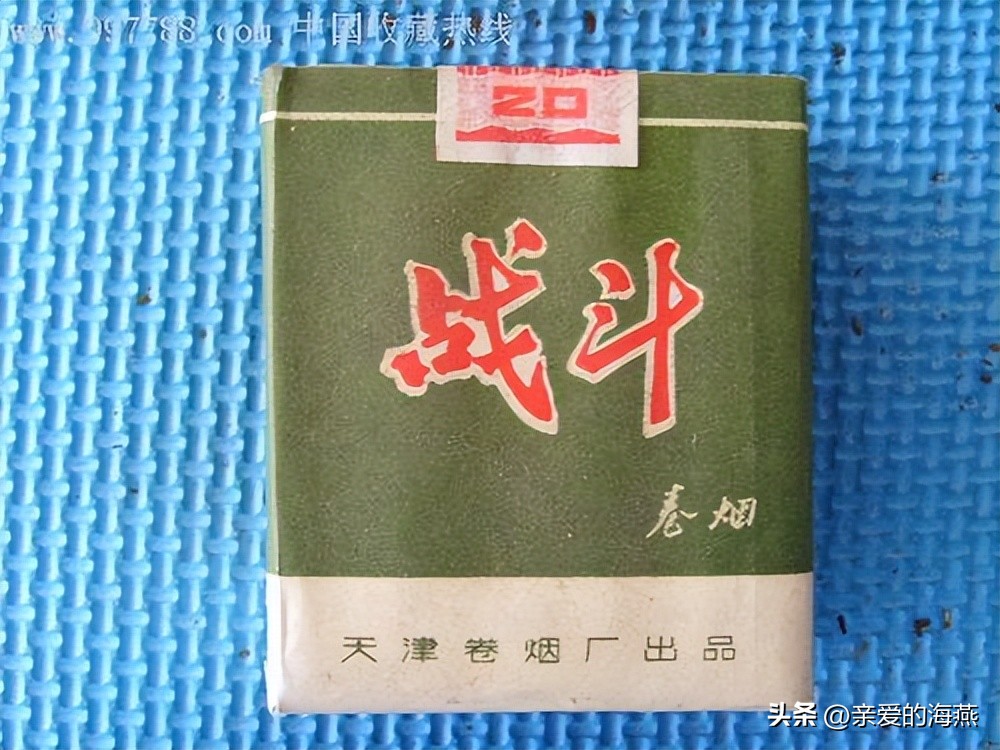 www.997788.com 中国收藏热线
20
战斗
卷烟
天津卷烟厂出品
头条 @亲爱的海燕